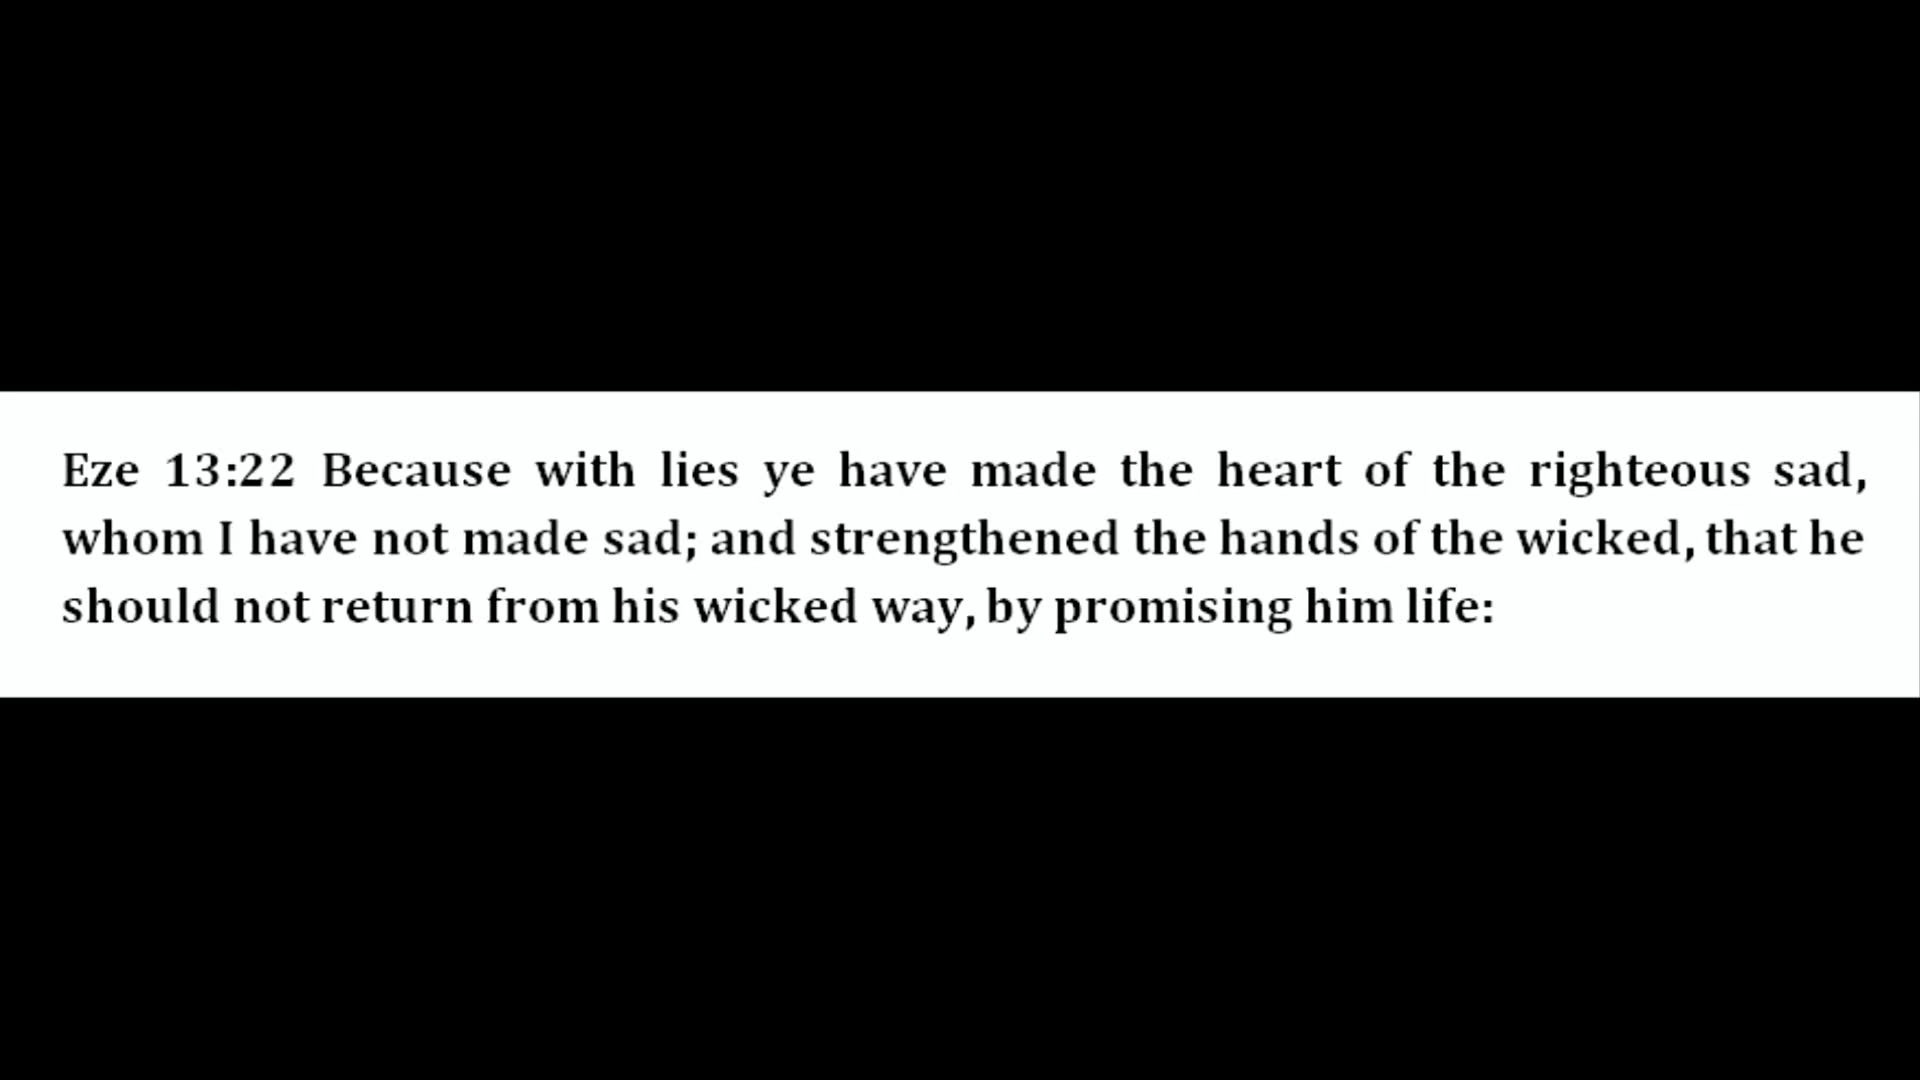 Eze 13:22 Because with lies ye have made the heart of the righteous sad,
whom I have not made sad; and strengthened the hands of the wicked, that he
should not return from his wicked way, by promising him life: